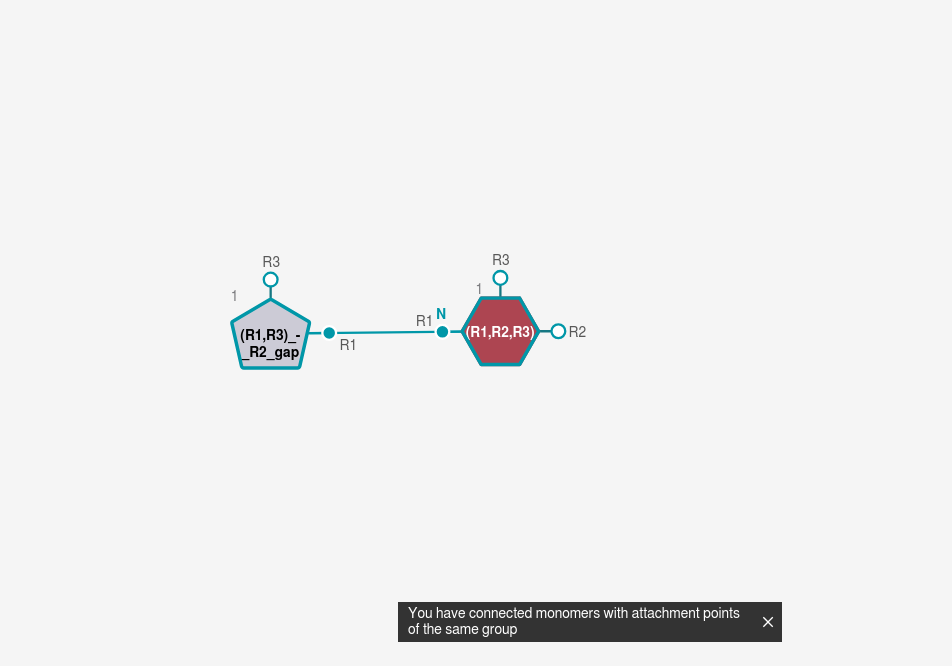 R3
R3
1
1
N
R1
(R1,R3)_-
_R2_gap
R1
(R1,R2,R3)
R2
You have connected monomers with attachment points
of the same group